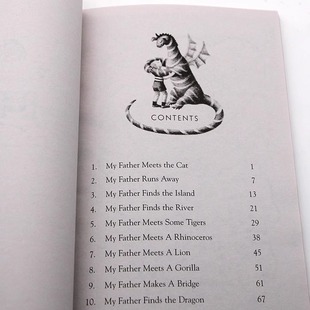 CONTENTS
1. My Father Meets the Cat 1
2. My Father Runs Away 7
3. My Father Finds the Island 13
4. My Father Finds the River 21
5. My Father Meets Some Tigers 29
6. My Father Meets A Rhinoceros 38
7. My Father Meets A Lion 45
8. My Father Meets A Gorilla 51
9. My Father Makes A Bridge 61
10. My Father Finds the Dragon 67